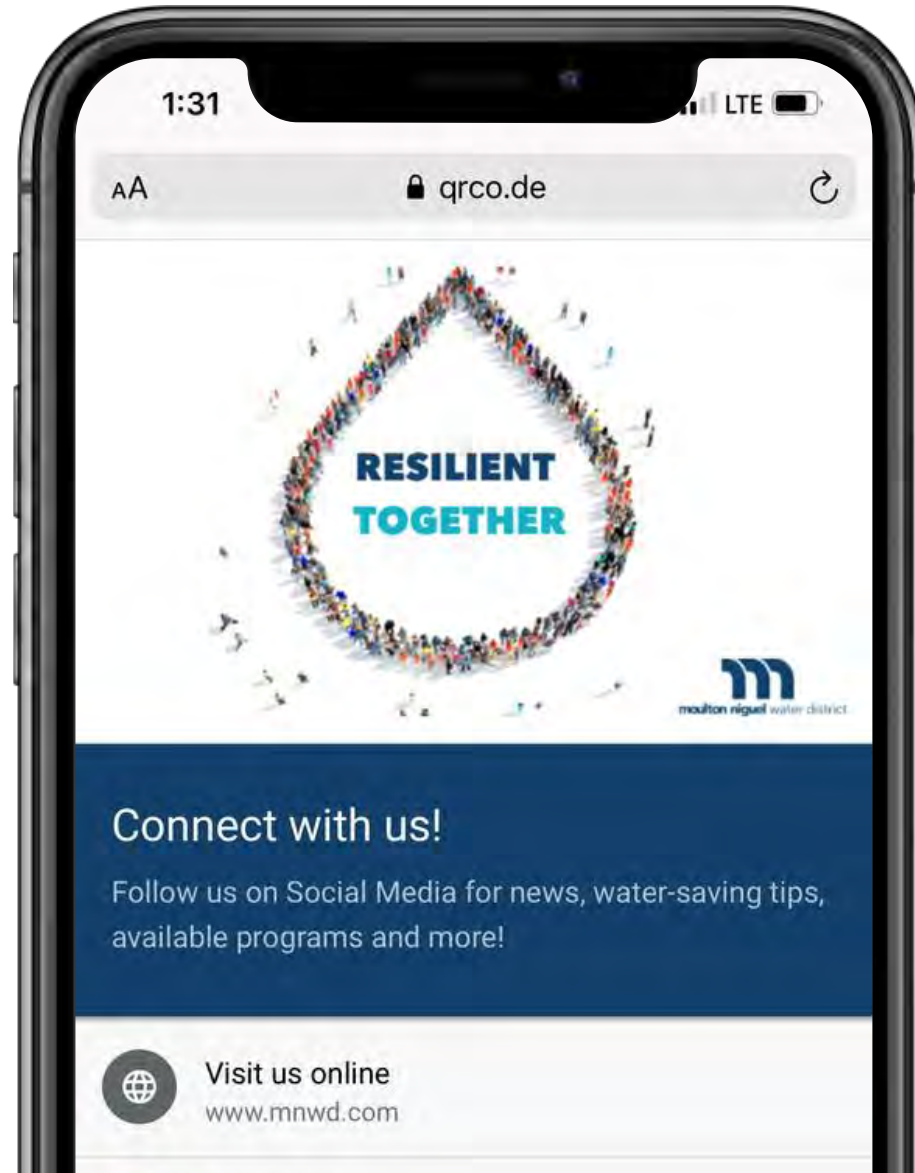 1:31
LTE
AA
qrco.de
RESILIENT
TOGETHER
moulton niguel water district
Connect with us!
Follow us on Social Media for news, water-saving tips,
available programs and more!
Visit us online
www.mnwd.com